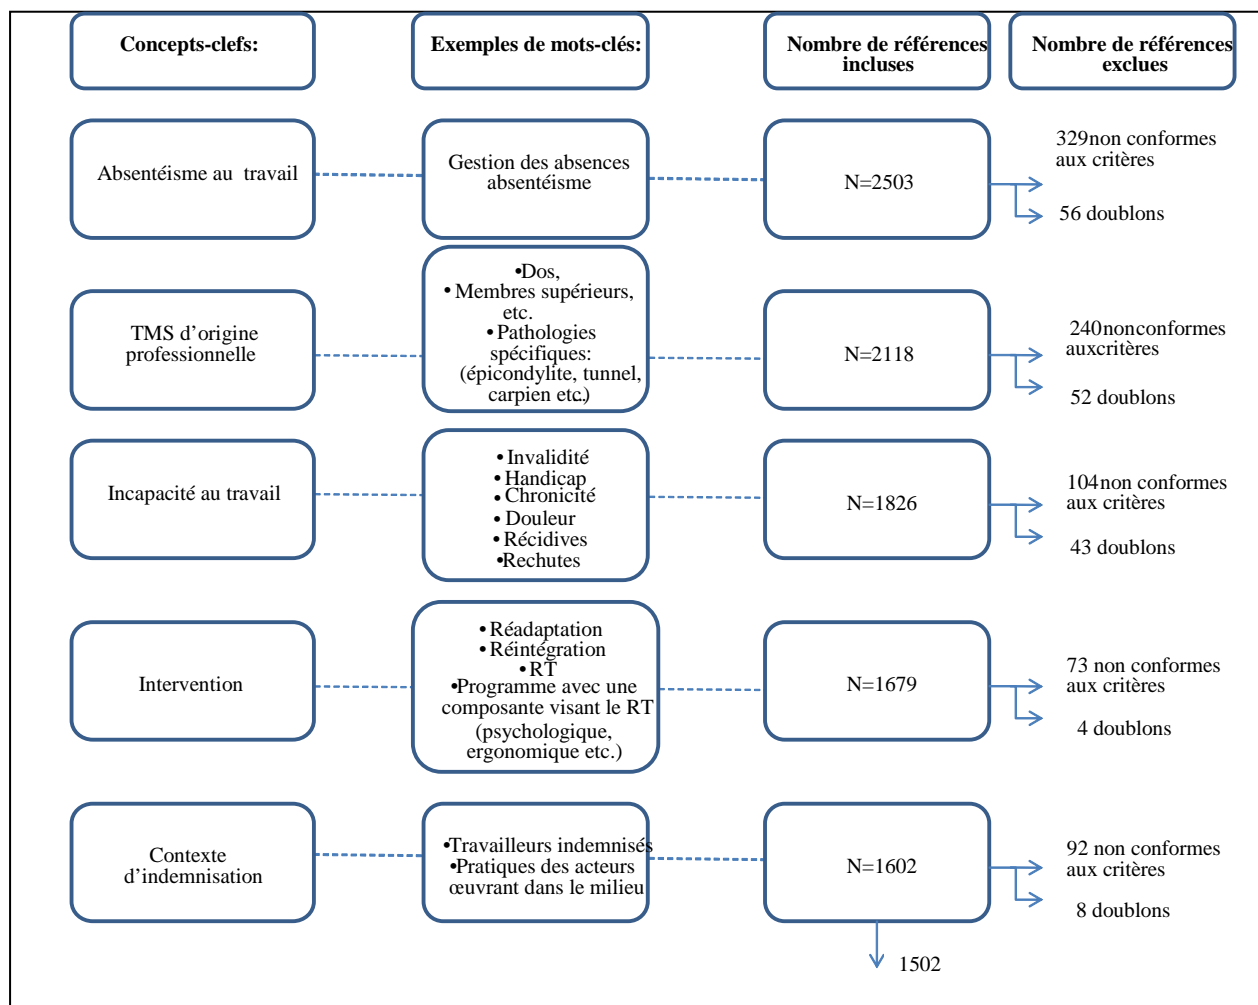 Concepts-clefs:
Exemples de mots-clés:
Nombre de références
incluses
Nombre de références
exclues
Absentéisme au travail
Gestion des absences
absentéisme
N=2503
329non conformes
aux critères
56 doublons
TMS d’origine
professionnelle
•Dos,
• Membres supérieurs,
etc.
• Pathologies
spécifiques:
(épicondylite, tunnel,
carpien etc.)
N=2118
240nonconformes
auxcritères
52 doublons
Incapacité au travail
• Invalidité
• Handicap
• Chronicité
• Douleur
• Récidives
•Rechutes
N=1826
104non conformes
aux critères
43 doublons
Intervention
• Réadaptation
• Réintégration
•RT
•Programme avec une
composante visant le RT
(psychologique,
ergonomique etc.)
N=1679
73 non conformes
aux critères
4 doublons
Contexte
d’indemnisation
•Travailleurs indemnisés
•Pratiques des acteurs
œuvrant dans le milieu
N=1602
92 non conformes
aux critères
8 doublons
1502